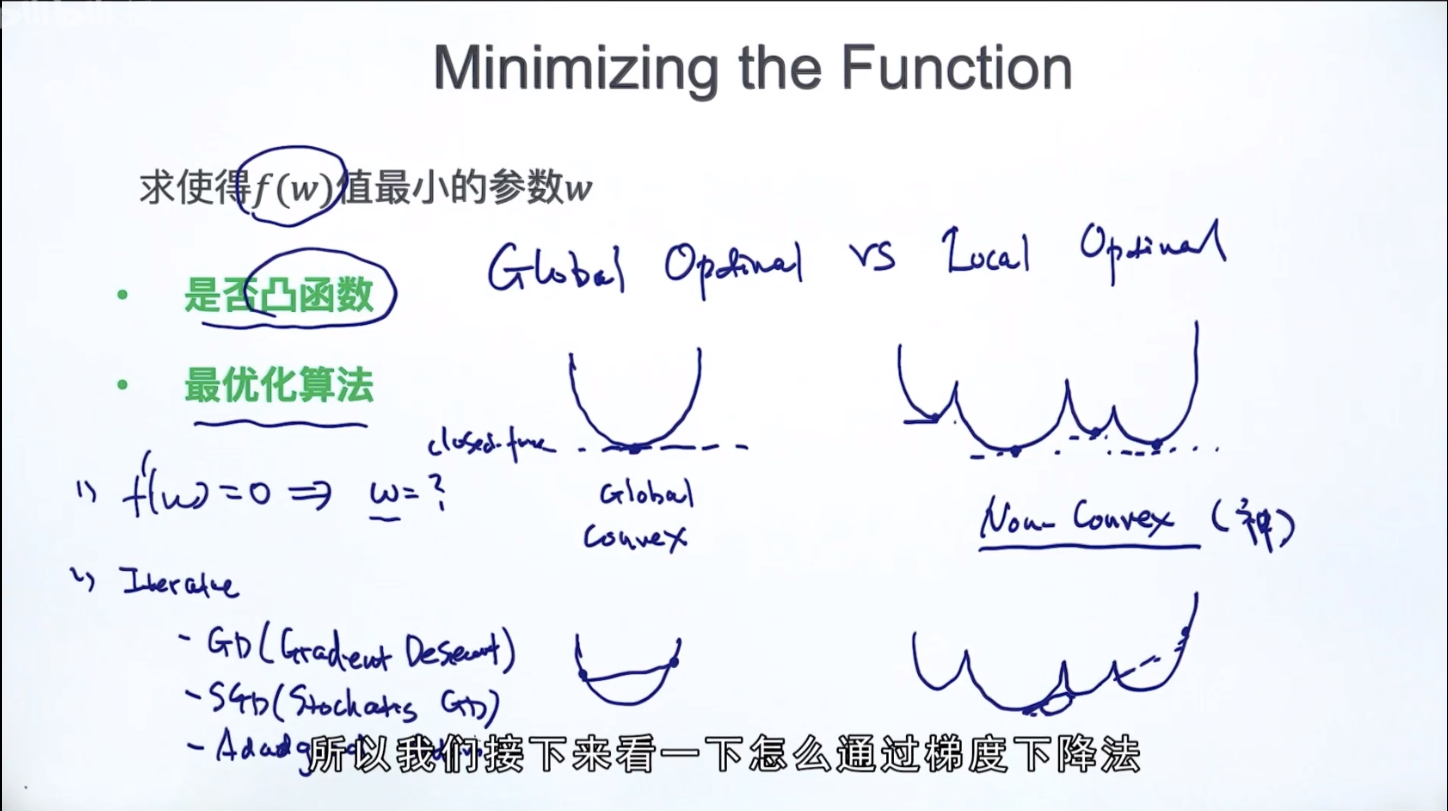 Minimizing the Function
求使得f(w)值最小的参数w
Global Optimal vs Local Optimal
• 是否凸函数
• 最优化算法
closed-form
1) f'(w)=0 ⇒ w=?
Global
Convex
Non-Convex (神)
2) Iterative
- GD(Gradient Descent)
- SGD(Stochastic GD)
- Adadg
所以我们接下来看一下怎么通过梯度下降法